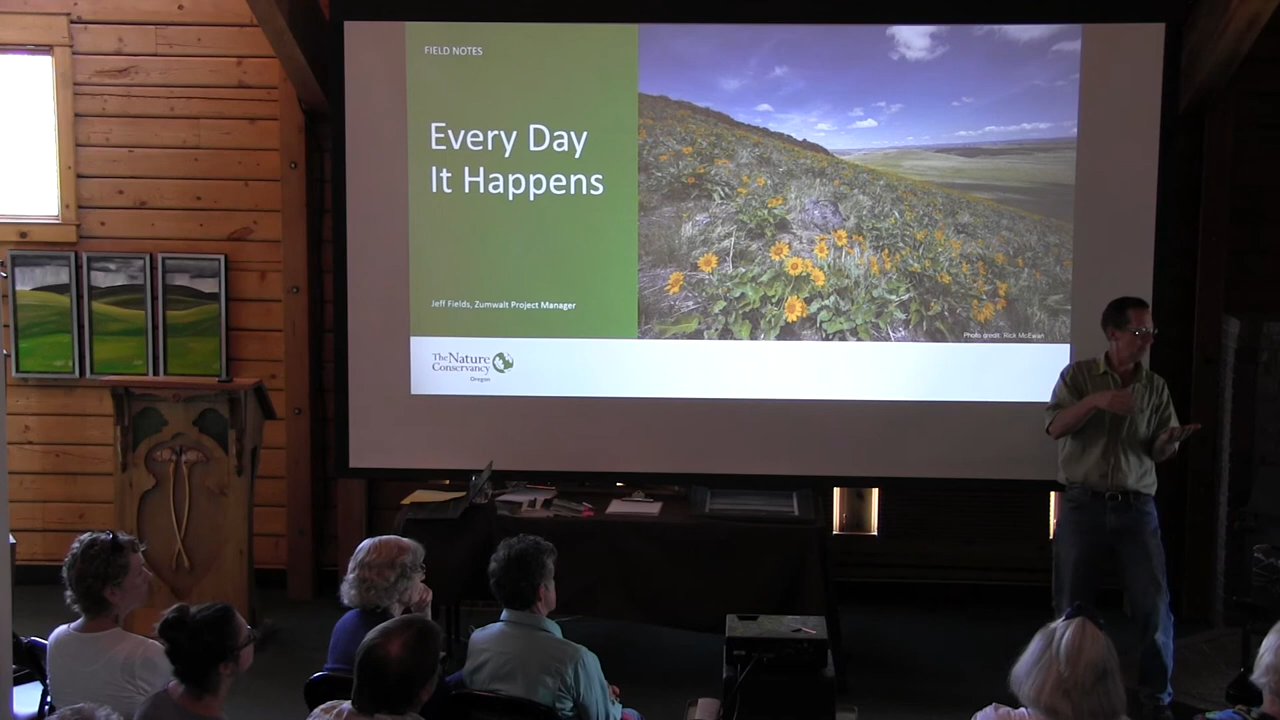 FIELD NOTES
Every Day
It Happens
Jeff Fields, Zumwalt Project Manager
Photo credit: Rick McEwan
The Nature
Conservancy
Oregon